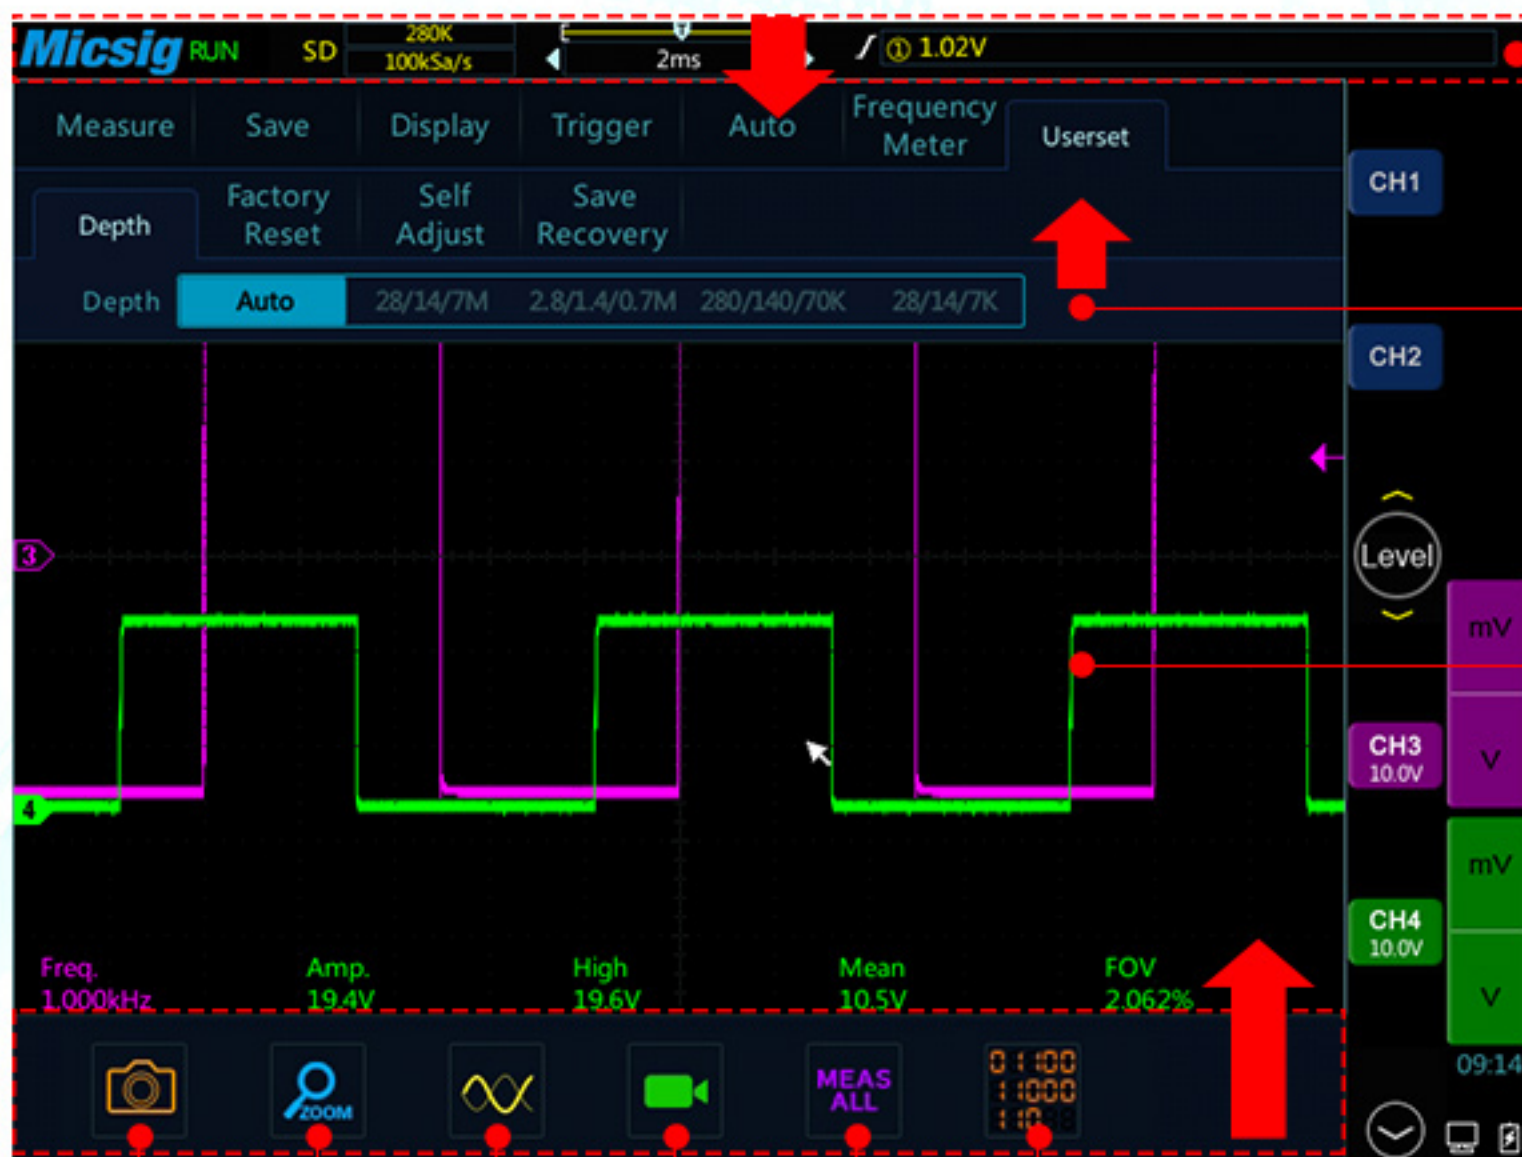 Micsig RUN SD 280K
100kSa/s
2ms
① 1.02V
Measure Save Display Trigger Auto Frequency Meter Userset
Depth Factory Reset Self Adjust Save Recovery
Depth Auto 28/14/7M 2.8/1.4/0.7M 280/140/70K 28/14/7K
CH1
CH2
3
Level
mV
CH3
10.0V
V
4
mV
CH4
10.0V
V
Freq. Amp. High Mean FOV
1.000kHz 19.4V 19.6V 10.5V 2.062%
09:14
ZOOM
MEAS
ALL
01100
11000
110